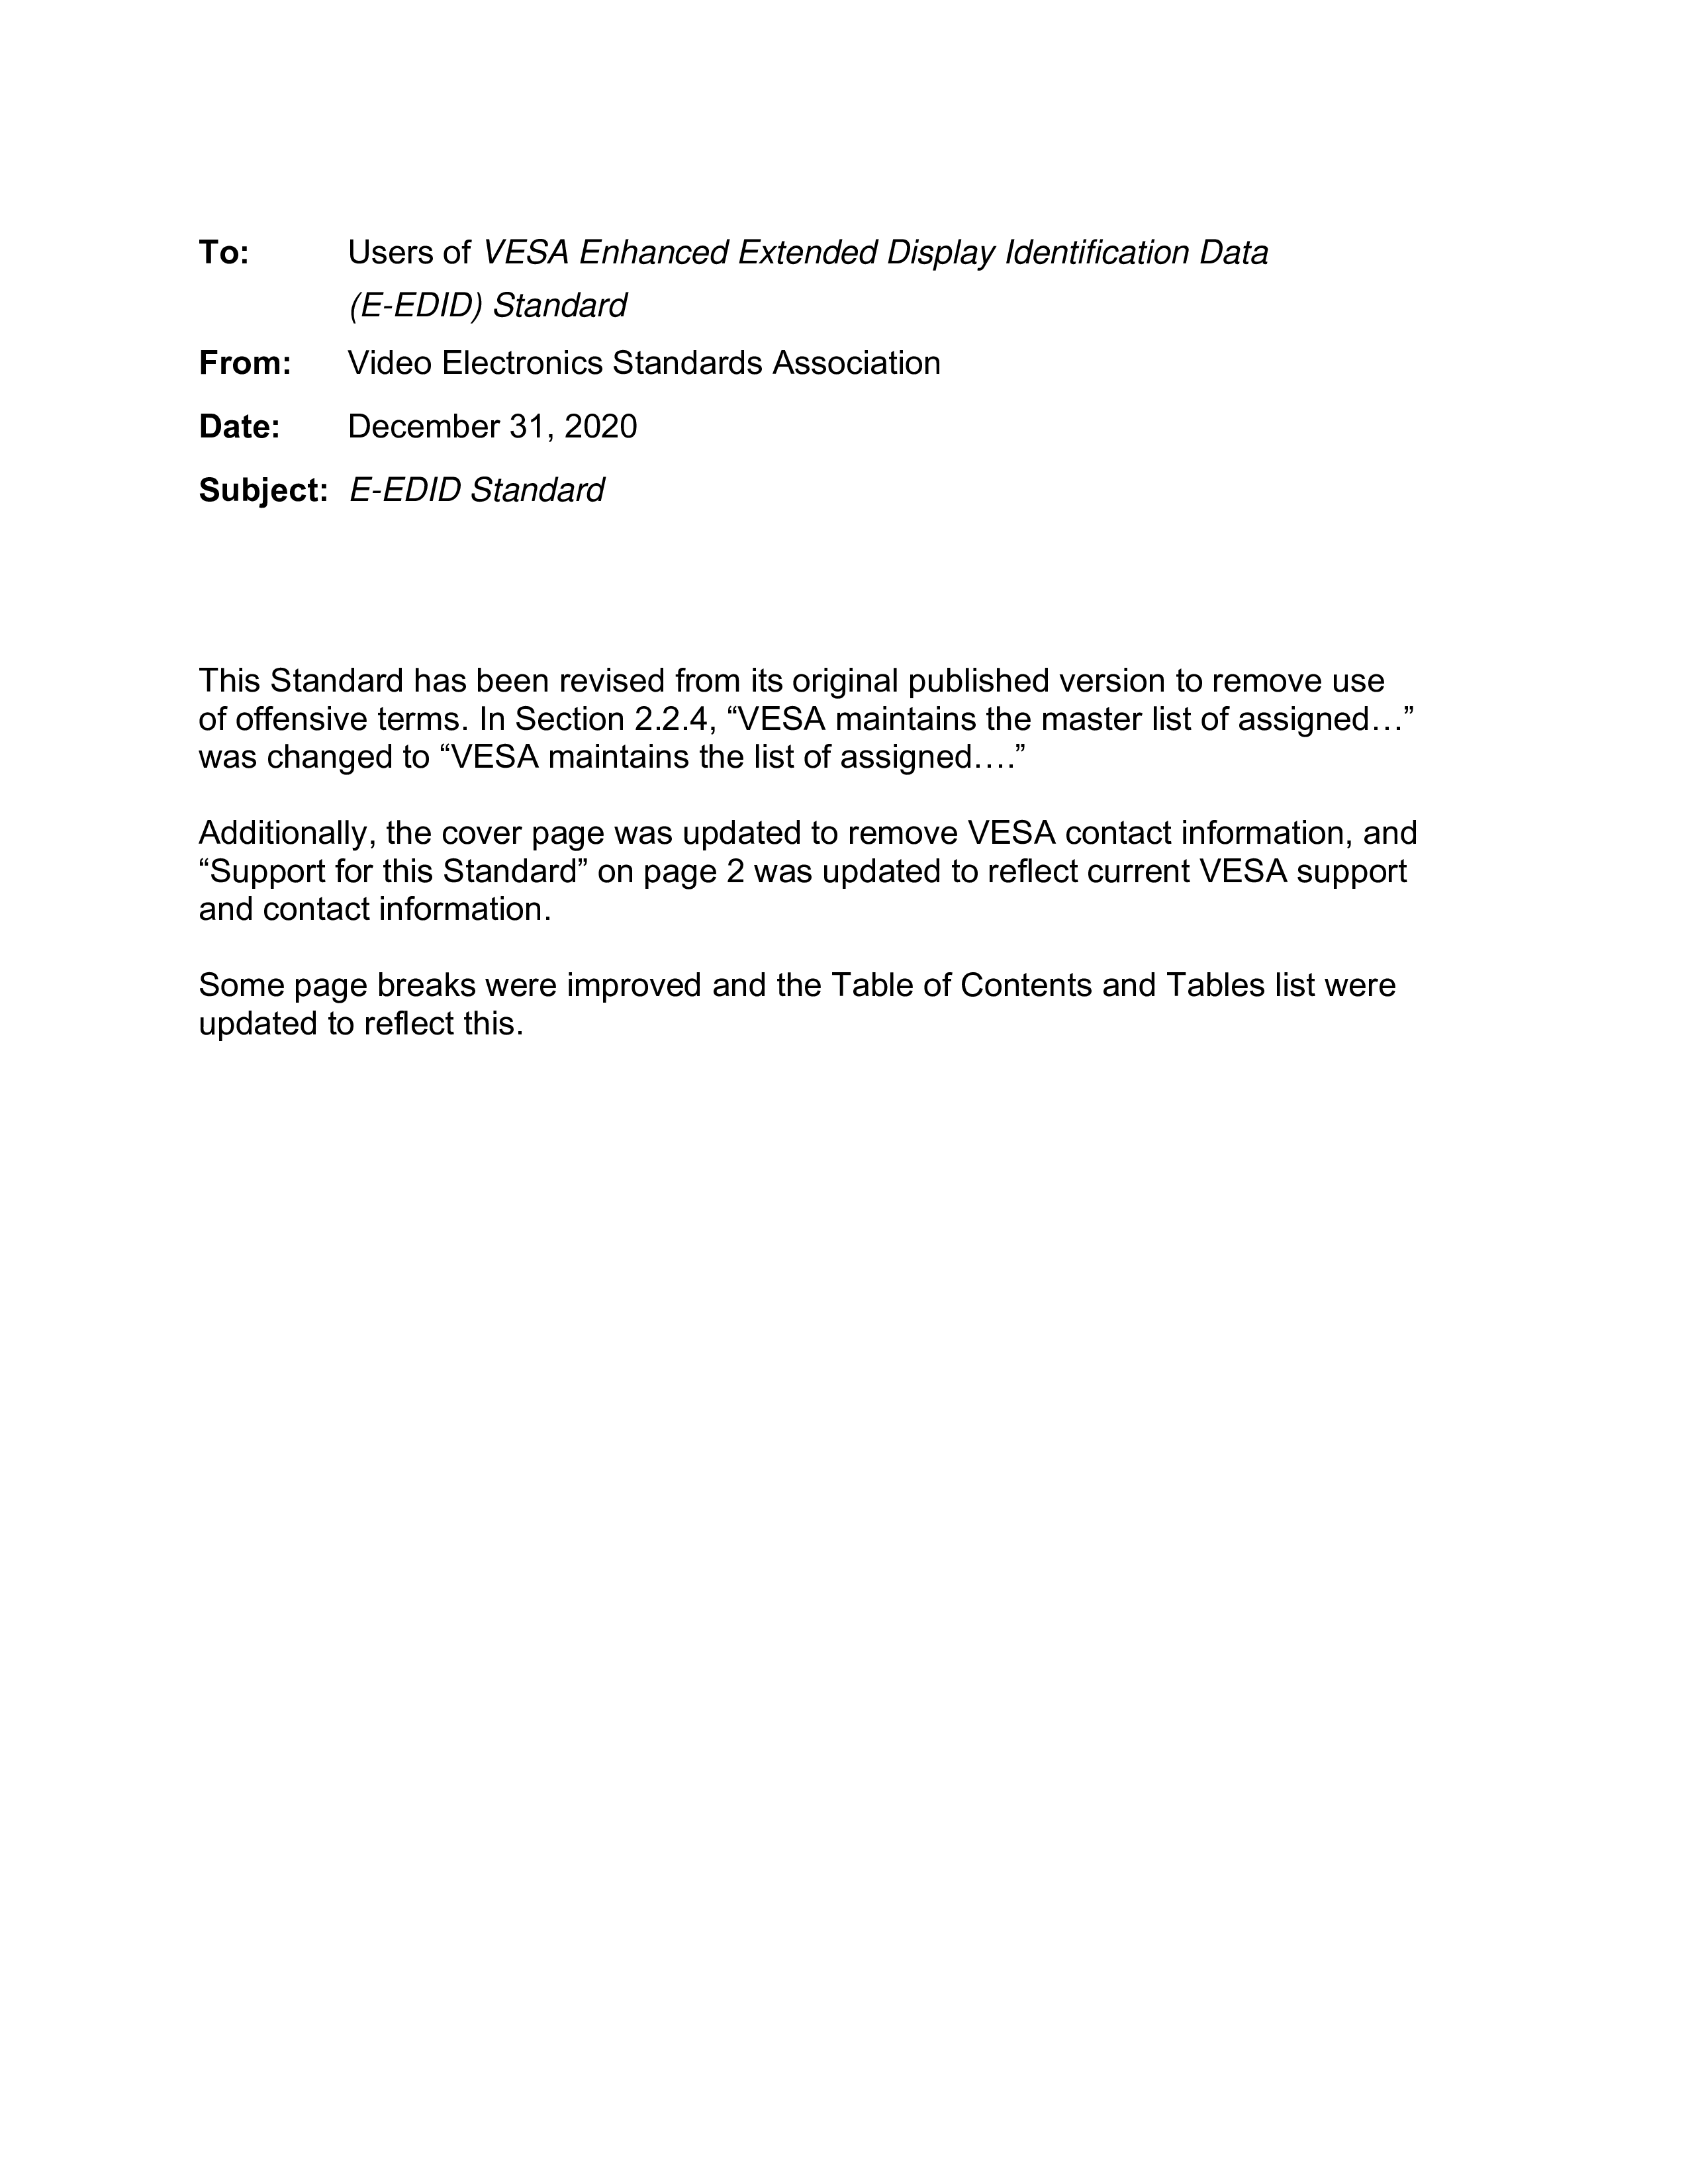 To: Users of VESA Enhanced Extended Display Identification Data
(E-EDID) Standard
From: Video Electronics Standards Association
Date: December 31, 2020
Subject: E-EDID Standard
This Standard has been revised from its original published version to remove use
of offensive terms. In Section 2.2.4, “VESA maintains the master list of assigned…”
was changed to “VESA maintains the list of assigned….”
Additionally, the cover page was updated to remove VESA contact information, and
“Support for this Standard” on page 2 was updated to reflect current VESA support
and contact information.
Some page breaks were improved and the Table of Contents and Tables list were
updated to reflect this.